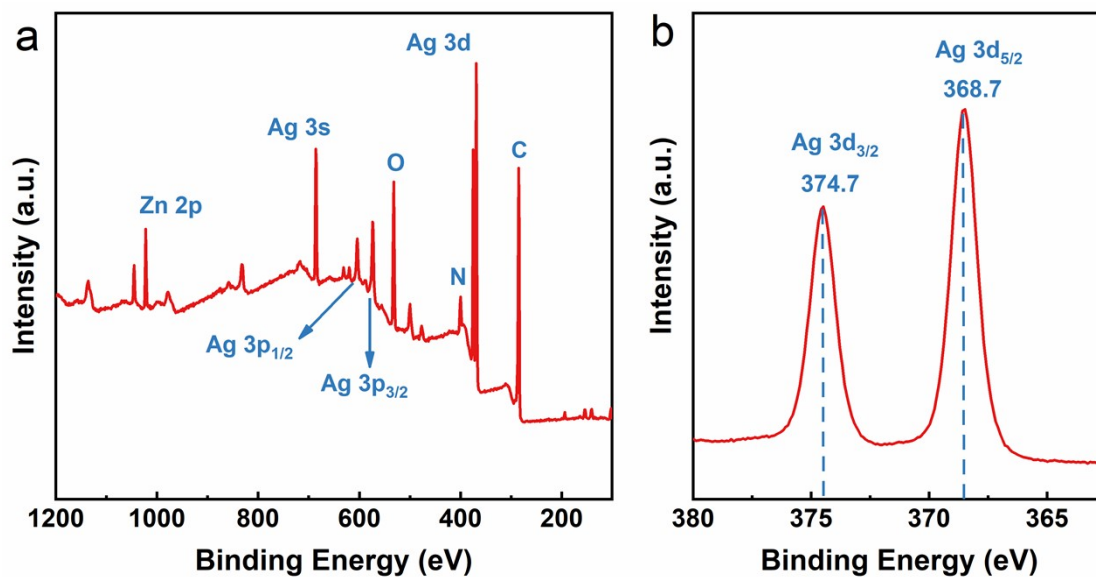 a
Ag 3d
Ag 3s
O
C
Zn 2p
N
Ag 3p1/2
Ag 3p3/2
Intensity (a.u.)
1200 1000 800 600 400 200
Binding Energy (eV)
b
Ag 3d5/2
368.7
Ag 3d3/2
374.7
Intensity (a.u.)
380 375 370 365
Binding Energy (eV)